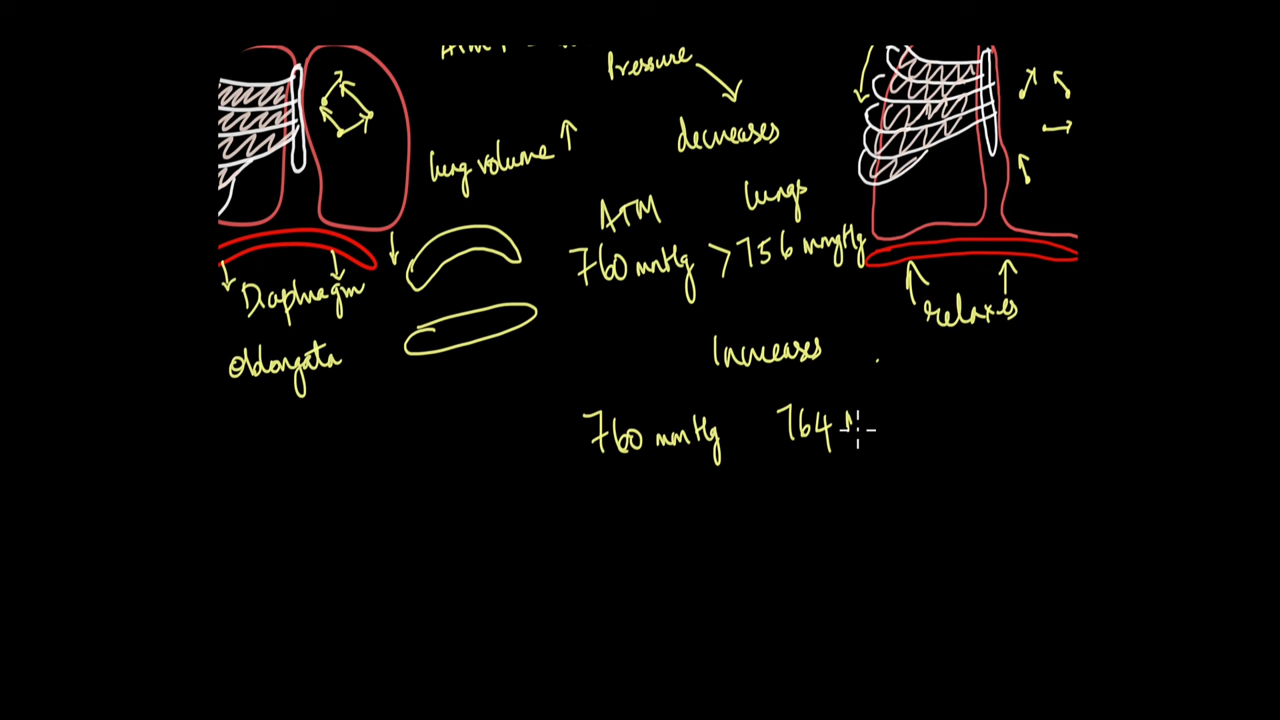 Pressure
decreases
lung volume ↑
ATM lungs
760 mmHg > 756 mmHg
Diaphragm
relaxes
oblongata
Increases
760 mmHg 764